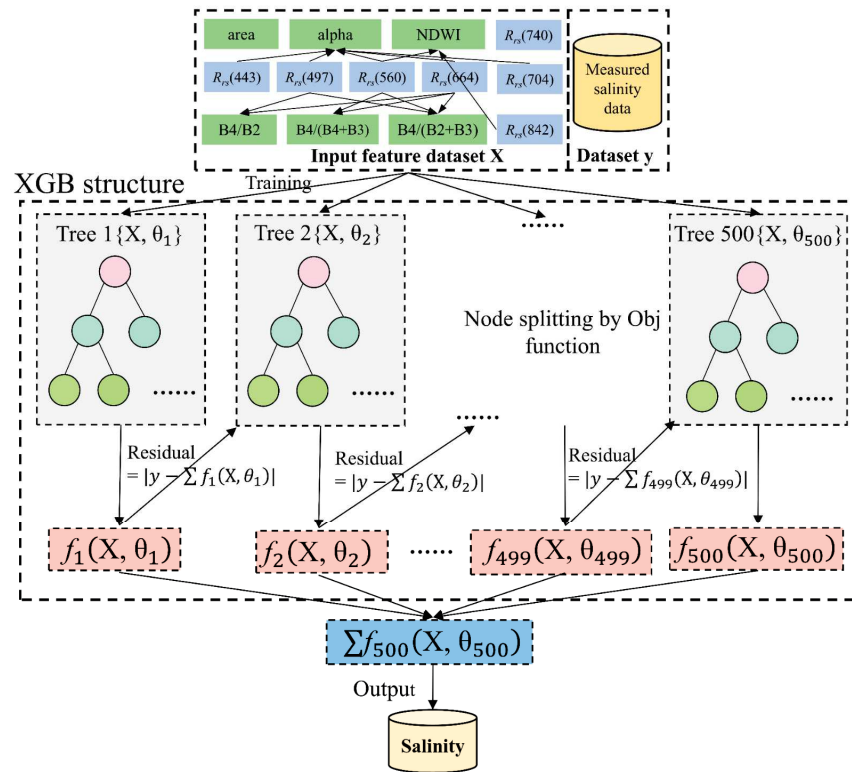 area
alpha
NDWI
Rrs(740)
Rrs(443)
Rrs(497)
Rrs(560)
Rrs(664)
Rrs(704)
B4/B2
B4/(B4+B3)
B4/(B2+B3)
Rrs(842)
Input feature dataset X
Measured
salinity
data
Dataset y
XGB structure
Training
Tree 1{X, θ₁}
Tree 2{X, θ₂}
......
Tree 500{X, θ₅₀₀}
Node splitting by Obj
function
......
......
......
......
Residual
= |y − ∑ f₁(X, θ₁)|
Residual
= |y − ∑ f₂(X, θ₂)|
Residual
= |y − ∑ f₄₉₉(X, θ₄₉₉)|
f₁(X, θ₁)
f₂(X, θ₂)
......
f₄₉₉(X, θ₄₉₉)
f₅₀₀(X, θ₅₀₀)
∑f₅₀₀(X, θ₅₀₀)
Output
Salinity